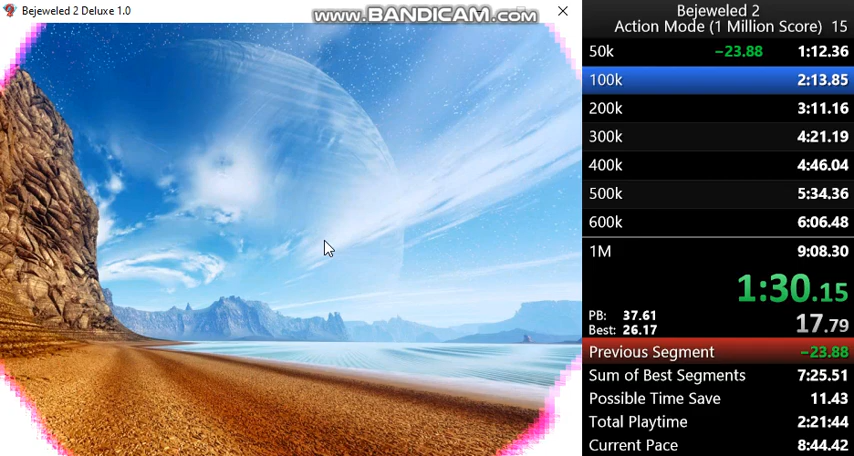 Bejeweled 2 Deluxe 1.0
www.BANDICAM.com
Bejeweled 2
Action Mode (1 Million Score) 15
50k −23.88 1:12.36
100k 2:13.85
200k 3:11.16
300k 4:21.19
400k 4:46.04
500k 5:34.36
600k 6:06.48
1M 9:08.30
1:30.15
PB: 37.61
Best: 26.17
17.79
Previous Segment −23.88
Sum of Best Segments 7:25.51
Possible Time Save 11.43
Total Playtime 2:21:44
Current Pace 8:44.42